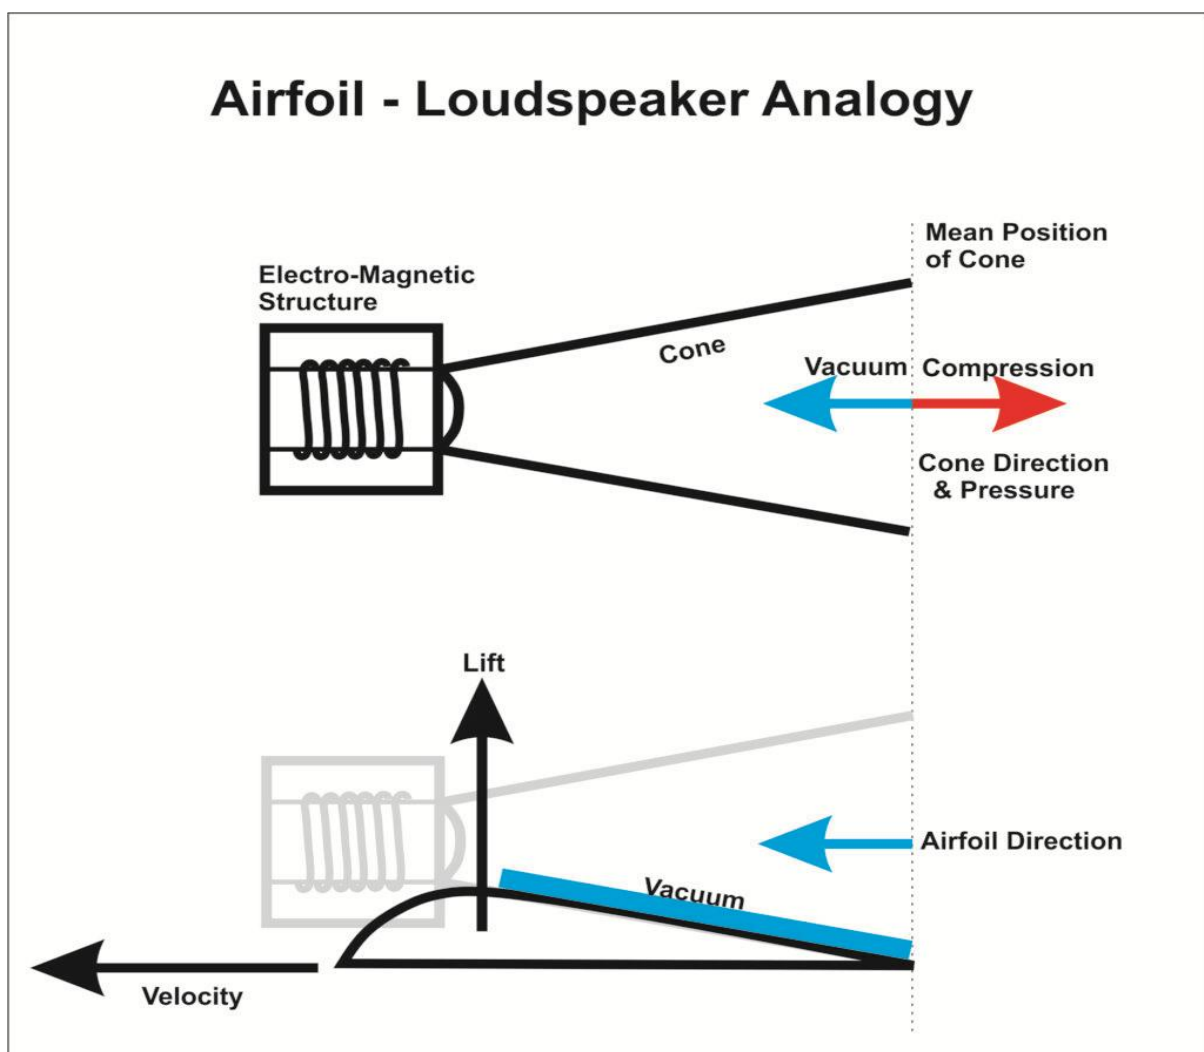 Airfoil - Loudspeaker Analogy
Mean Position
of Cone
Electro-Magnetic
Structure
Cone
Vacuum
Compression
Cone Direction
& Pressure
Lift
Airfoil Direction
Vacuum
Velocity